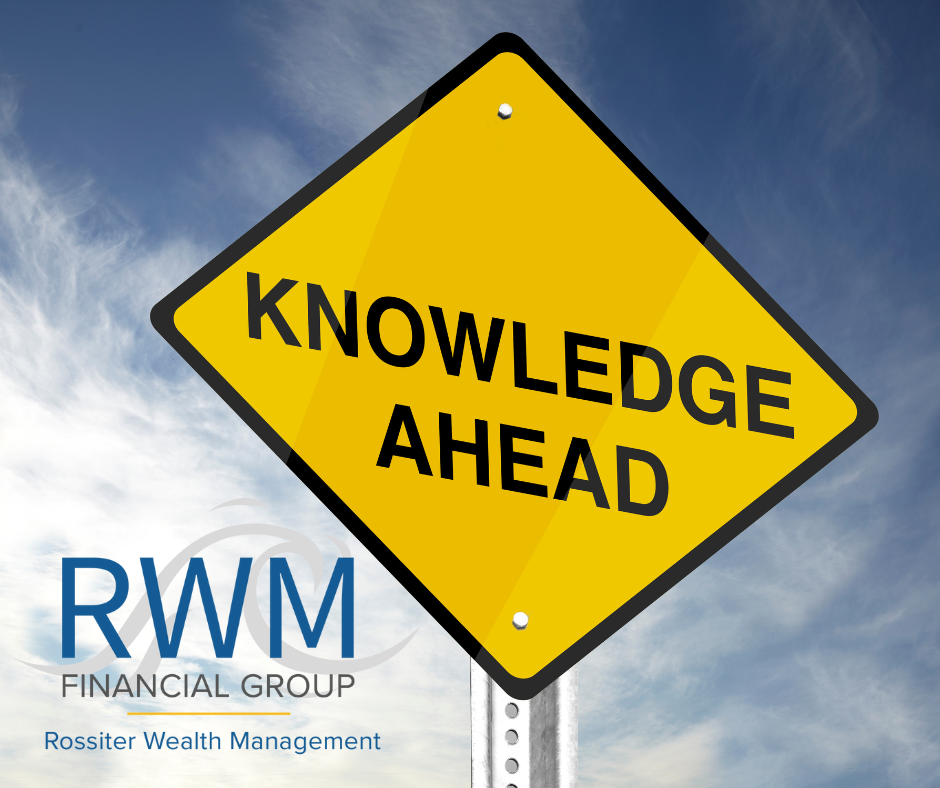 KNOWLEDGE
AHEAD
RWM
FINANCIAL GROUP
Rossiter Wealth Management